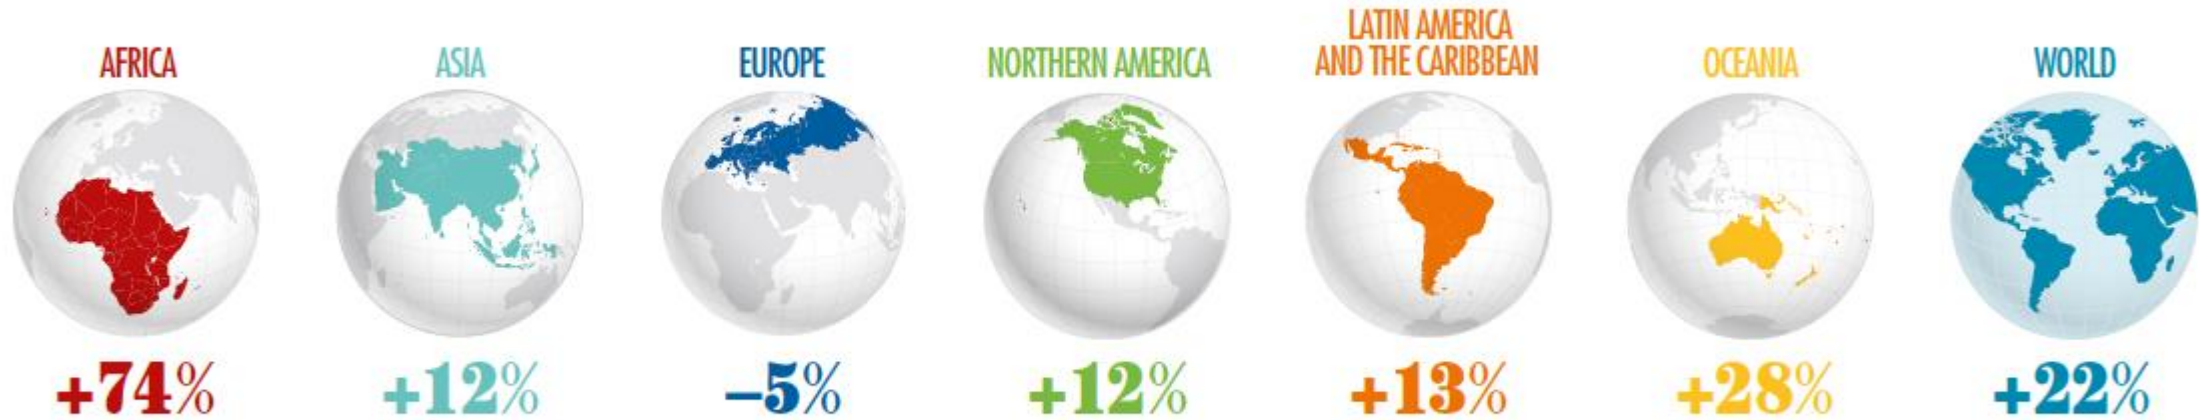 AFRICA
ASIA
EUROPE
NORTHERN AMERICA
LATIN AMERICA
AND THE CARIBBEAN
OCEANIA
WORLD
+74%
+12%
–5%
+12%
+13%
+28%
+22%